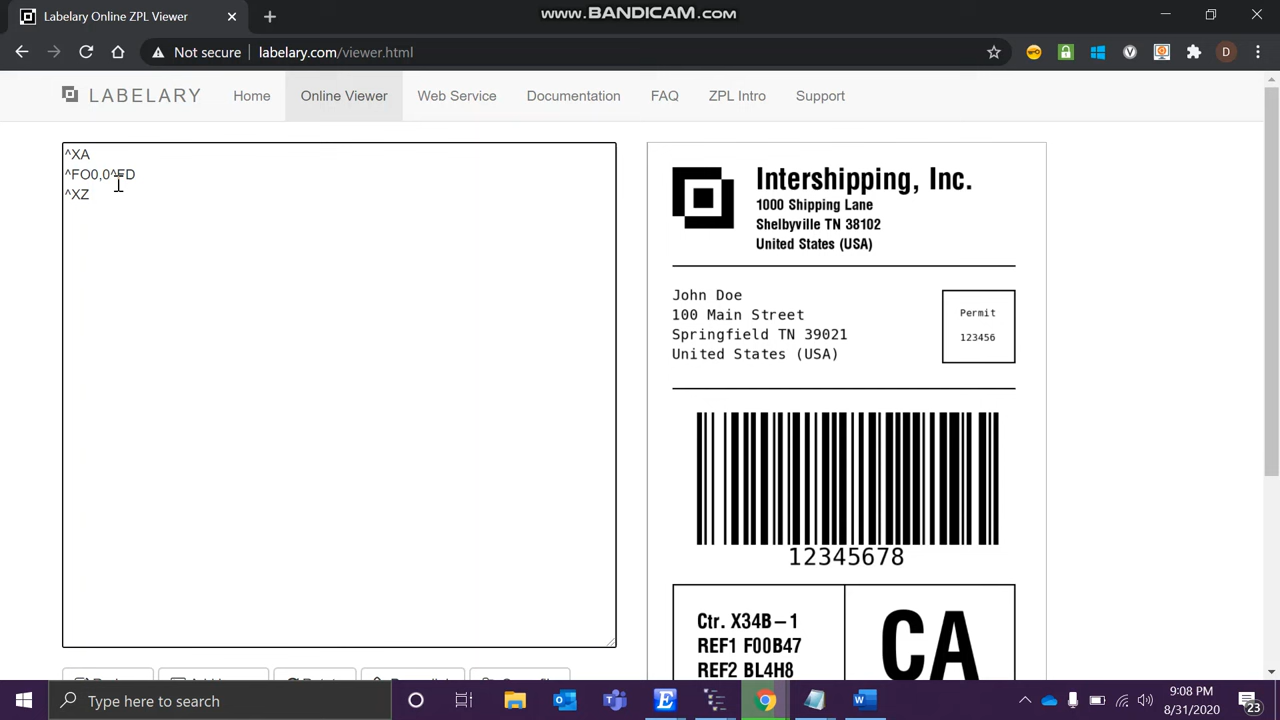 www.BANDICAM.com
Labelary Online ZPL Viewer
Not secure
labelary.com/viewer.html
D
LABELARY
Home
Online Viewer
Web Service
Documentation
FAQ
ZPL Intro
Support
^XA
^FO0,0^FD
^XZ
Intershipping, Inc.
1000 Shipping Lane
Shelbyville TN 38102
United States (USA)
John Doe
100 Main Street
Springfield TN 39021
United States (USA)
Permit
123456
12345678
Ctr. X34B-1
REF1 F00B47
REF2 BL4H8
CA
Type here to search
9:08 PM
8/31/2020
23